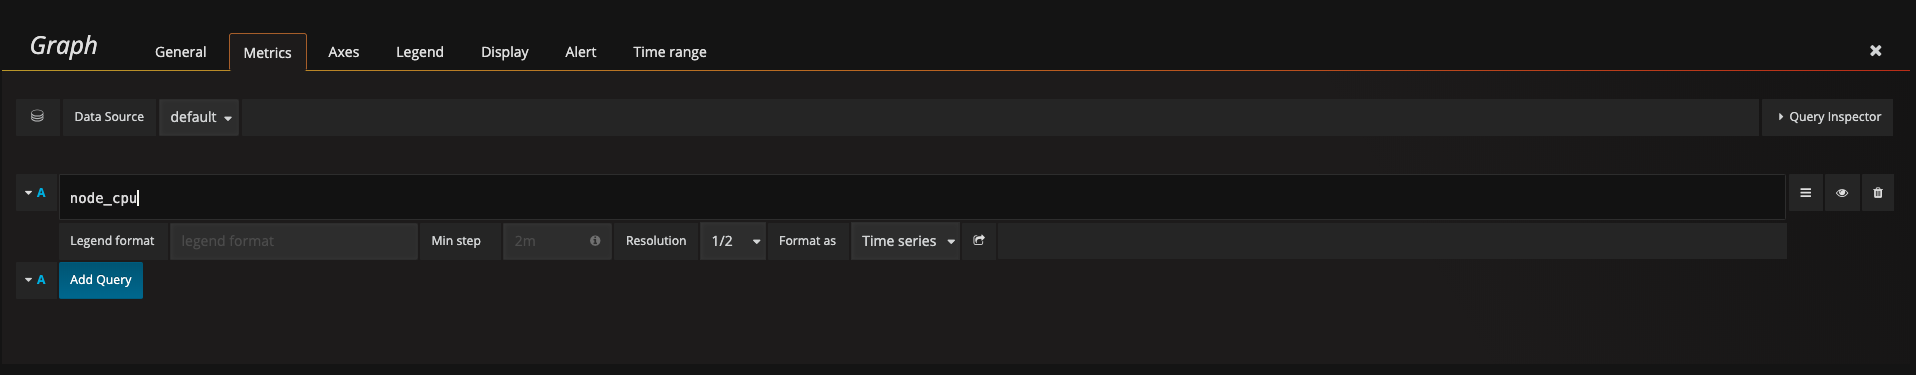 Graph General Metrics Axes Legend Display Alert Time range
Data Source default Query Inspector
A node_cpu
Legend format legend format Min step 2m Resolution 1/2 Format as Time series
A Add Query